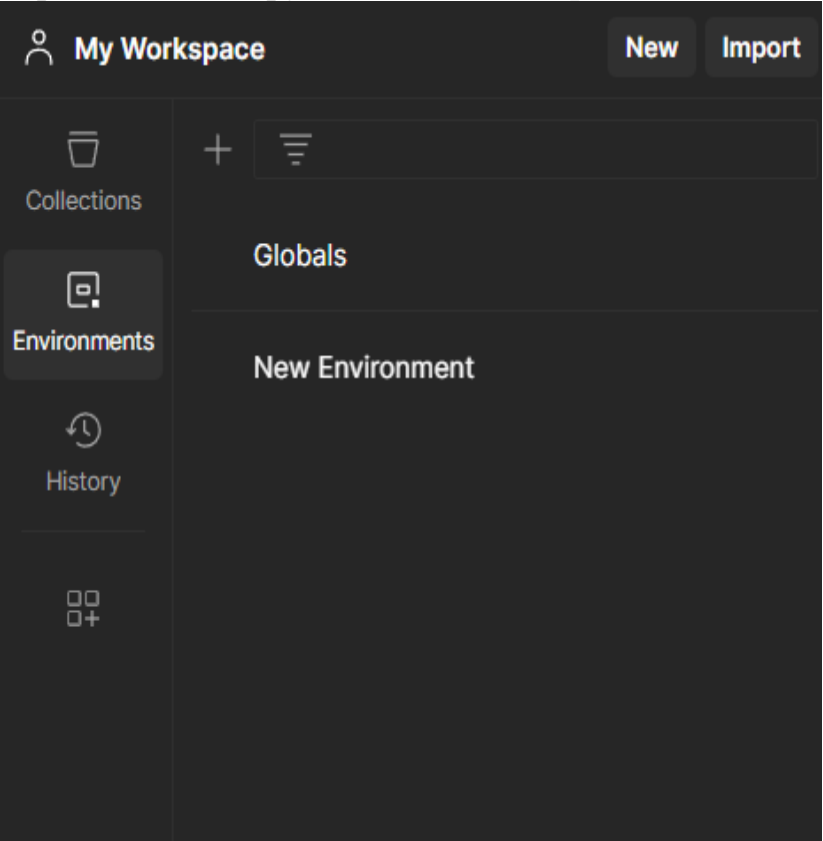 My Workspace
New
Import
Collections
Environments
History
Globals
New Environment